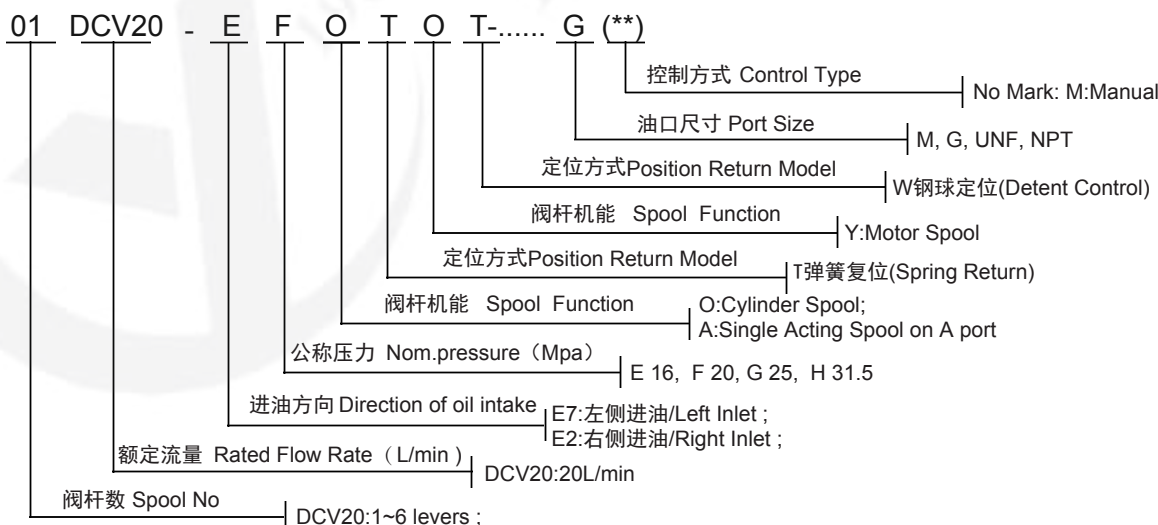 01 DCV20 - E F O T O T-...... G (**)
控制方式 Control Type
No Mark: M:Manual
油口尺寸 Port Size
M, G, UNF, NPT
定位方式Position Return Model
W钢球定位(Detent Control)
阀杆机能 Spool Function
Y:Motor Spool
定位方式Position Return Model
T弹簧复位(Spring Return)
阀杆机能 Spool Function
O:Cylinder Spool;
A:Single Acting Spool on A port
公称压力 Nom.pressure（Mpa）
E 16, F 20, G 25, H 31.5
进油方向 Direction of oil intake
E7:左侧进油/Left Inlet ;
E2:右侧进油/Right Inlet ;
额定流量 Rated Flow Rate（L/min )
DCV20:20L/min
阀杆数 Spool No
DCV20:1~6 levers ;